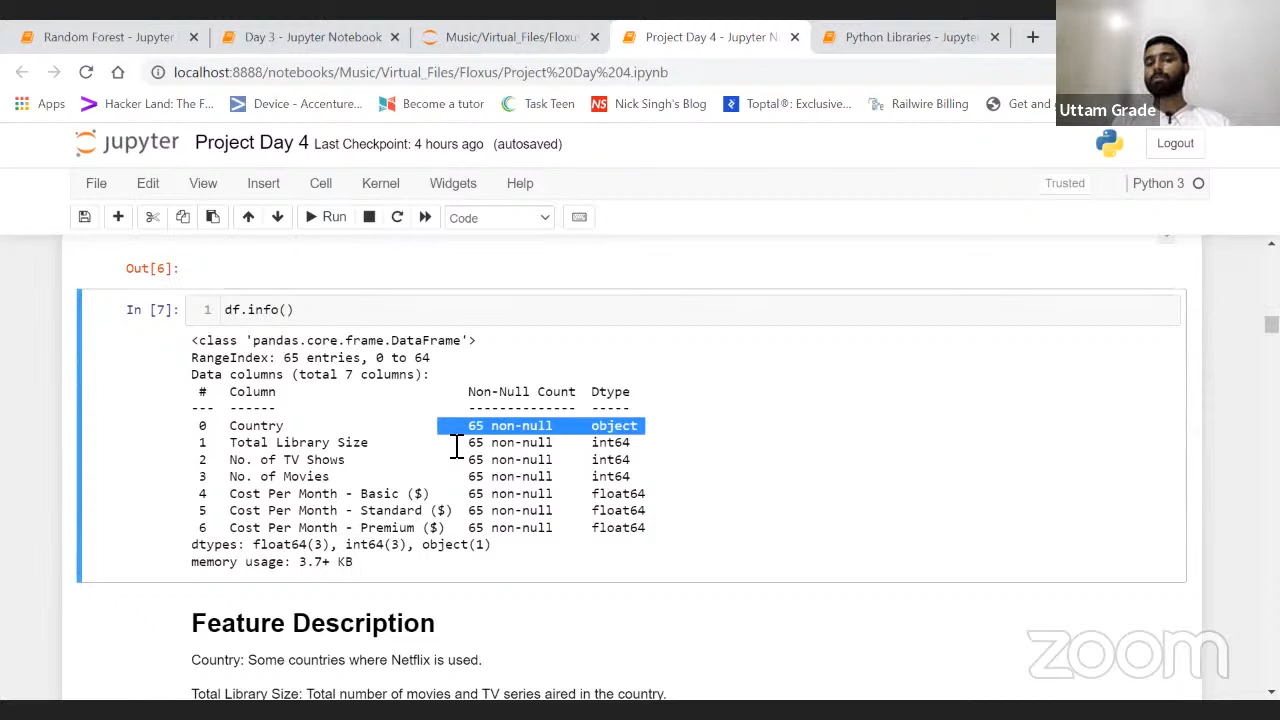 Random Forest - Jupyter
Day 3 - Jupyter Notebook
Music/Virtual_Files/Floxus
Project Day 4 - Jupyter N
Python Libraries - Jupyte
localhost:8888/notebooks/Music/Virtual_Files/Floxus/Project%20Day%204.ipynb
Apps
Hacker Land: The F...
Device - Accenture...
Become a tutor
Task Teen
NS
Nick Singh's Blog
Toptal®: Exclusive...
Railwire Billing
Get and
Uttam Grade
jupyter
Project Day 4 Last Checkpoint: 4 hours ago (autosaved)
Logout
File Edit View Insert Cell Kernel Widgets Help
Trusted
Python 3
Run
Code
Out[6]:
In [7]: 1 df.info()
<class 'pandas.core.frame.DataFrame'>
RangeIndex: 65 entries, 0 to 64
Data columns (total 7 columns):
# Column Non-Null Count Dtype
--- ------ -------------- -----
0 Country 65 non-null object
1 Total Library Size 65 non-null int64
2 No. of TV Shows 65 non-null int64
3 No. of Movies 65 non-null int64
4 Cost Per Month - Basic ($) 65 non-null float64
5 Cost Per Month - Standard ($) 65 non-null float64
6 Cost Per Month - Premium ($) 65 non-null float64
dtypes: float64(3), int64(3), object(1)
memory usage: 3.7+ KB
Feature Description
Country: Some countries where Netflix is used.
Total Library Size: Total number of movies and TV series aired in the country.
zoom